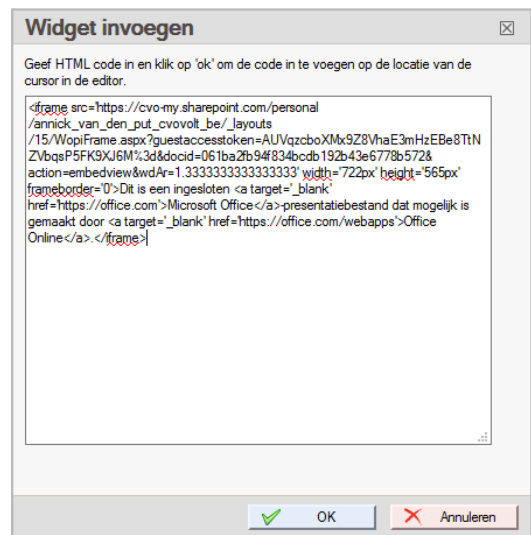 Widget invoegen
Geef HTML code in en klik op 'ok' om de code in te voegen op de locatie van de
cursor in de editor.
<iframe src='https://cvo-my.sharepoint.com/personal
/annick_van_den_put_cvovolt_be/_layouts
/15/WopiFrame.aspx?guestaccesstoken=AUVqzcboXMx9Z8VhaE3mHzEBe8TtN
ZVbqsP5FK9XJ6M%3d&docid=061ba2fb94f834bcdb192b43e6778b572&
action=embedview&wdAr=1.3333333333333333' width='722px' height='565px'
frameborder='0'>Dit is een ingesloten <a target='_blank'
href='https://office.com'>Microsoft Office</a>-presentatiebestand dat mogelijk is
gemaakt door <a target='_blank' href='https://office.com/webapps'>Office
Online</a>.</iframe>
OK
Annuleren